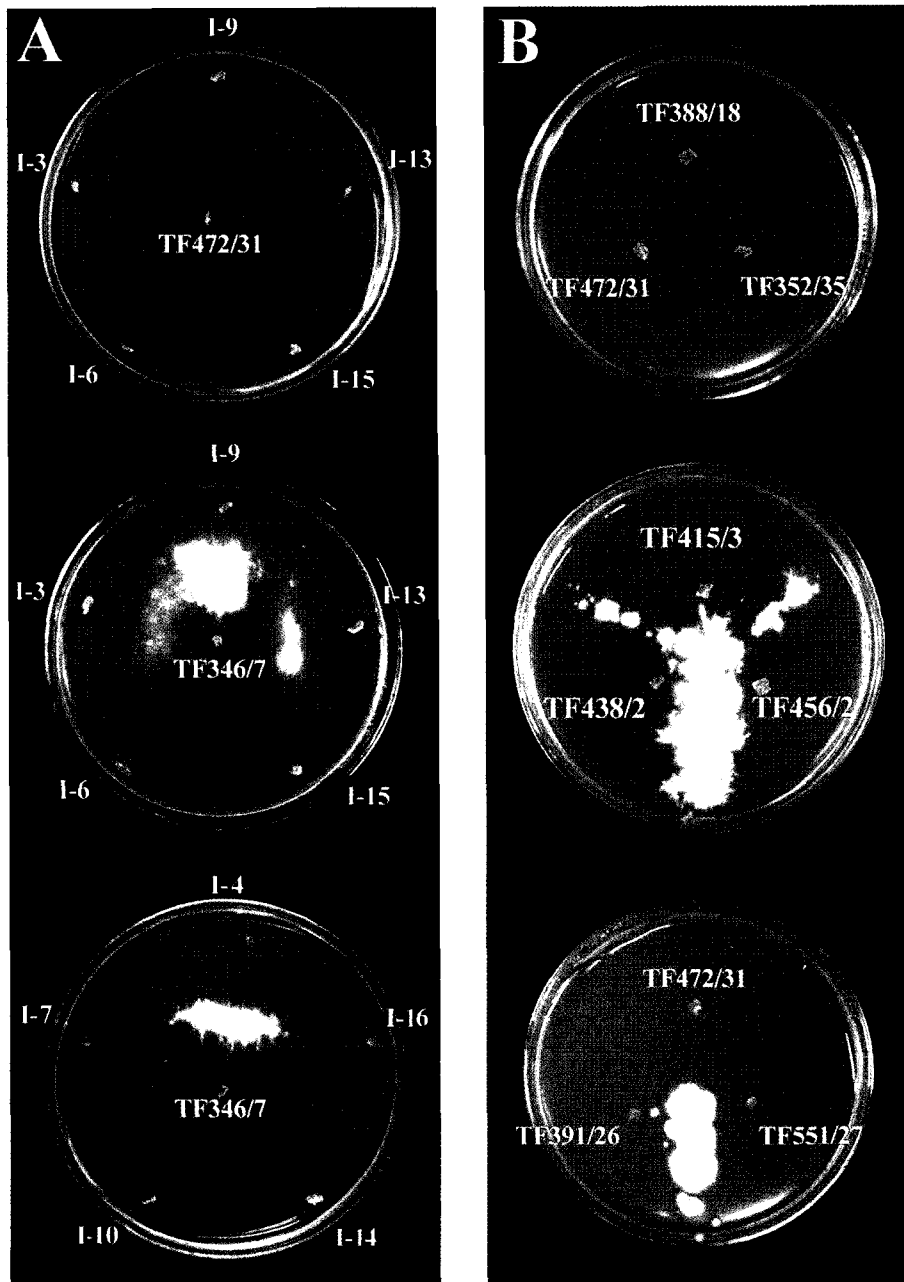 A
I-9
I-3
I-13
TF472/31
I-6
I-15
I-9
I-3
I-13
TF346/7
I-6
I-15
I-4
I-7
I-16
TF346/7
I-10
I-14
B
TF388/18
TF472/31
TF352/35
TF415/3
TF438/2
TF456/2
TF472/31
TF391/26
TF551/27